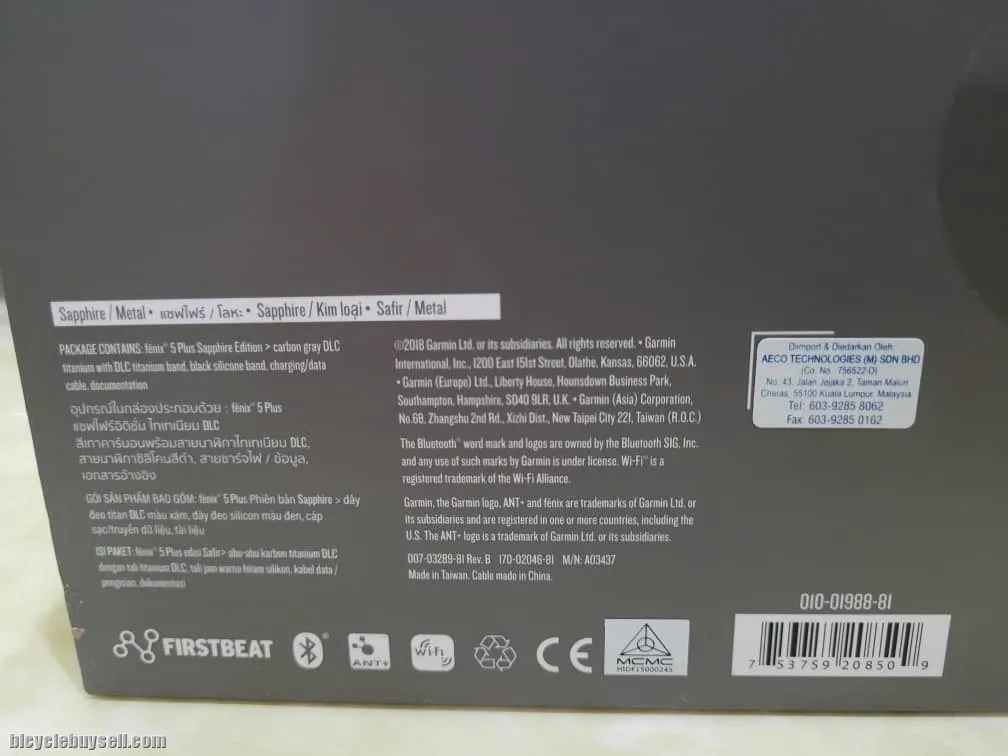 Sapphire / Metal • แซฟไฟร์ / โลหะ • Sapphire / Kim loại • Safir / Metal
PACKAGE CONTAINS: fēnix® 5 Plus Sapphire Edition > carbon gray DLC
titanium with DLC titanium band, black silicone band, charging/data
cable, documentation
อุปกรณ์ในกล่องประกอบด้วย : fēnix® 5 Plus
แซฟไฟร์อิดิชั่น ไทเทเนียม DLC
สีเทาคาร์บอนพร้อมสายนาฬิกาไทเทเนียม DLC,
สายนาฬิกาซิลิโคนสีดำ, สายชาร์จไฟ / ข้อมูล,
เอกสารอ้างอิง
GÓI SẢN PHẨM BAO GỒM: fēnix® 5 Plus Phiên bản Sapphire > dây
đeo titan DLC màu xám, dây đeo silicon màu đen, cáp
sạc/truyền dữ liệu, tài liệu
ISI PAKET: fēnix® 5 Plus edisi Safir> abu-abu karbon titanium DLC
dengan tali titanium DLC, tali jam warna hitam silikon, kabel data /
pengisian, dokumentasi
©2018 Garmin Ltd. or its subsidiaries. All rights reserved. • Garmin
International, Inc., 1200 East 151st Street, Olathe, Kansas, 66062, U.S.A.
• Garmin (Europe) Ltd., Liberty House, Hounsdown Business Park,
Southampton, Hampshire, SO40 9LR, U.K. • Garmin (Asia) Corporation,
No.68, Zhangshu 2nd Rd., Xizhi Dist., New Taipei City 221, Taiwan (R.O.C.)
The Bluetooth® word mark and logos are owned by the Bluetooth SIG, Inc.
and any use of such marks by Garmin is under license. Wi-Fi® is a
registered trademark of the Wi-Fi Alliance.
Garmin, the Garmin logo, ANT+ and fēnix are trademarks of Garmin Ltd. or
its subsidiaries and are registered in one or more countries, including the
U.S. The ANT+ logo is a trademark of Garmin Ltd. or its subsidiaries.
007-03289-81 Rev. B 170-02046-81 M/N: A03437
Made in Taiwan. Cable made in China.
Diimport & Diedarkan Oleh:
AECO TECHNOLOGIES (M) SDN BHD
(Co. No. 756522-D)
No. 43, Jalan Jejaka 2, Taman Maluri
Cheras, 55100 Kuala Lumpur, Malaysia
Tel: 603-9285 8062
Fax: 603-9285 0162
FIRSTBEAT
ANT+
Wi-Fi
CE
MCMC
HIDF15000245
010-01988-81
7 53759 20850 9
bicyclebuysell.com